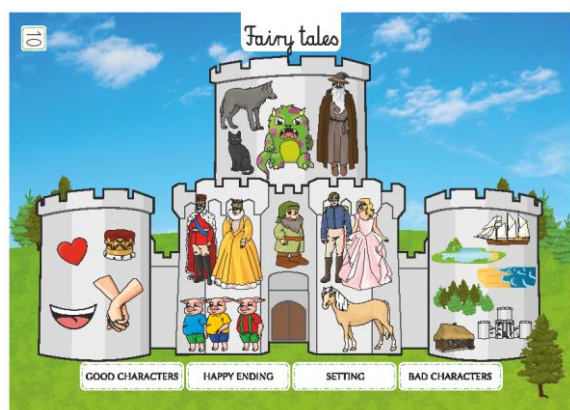 10
Fairy tales
GOOD CHARACTERS
HAPPY ENDING
SETTING
BAD CHARACTERS